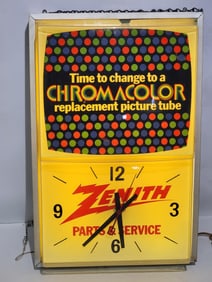 Time to change to a
CHROMACOLOR
replacement picture tube
12
ZENITH
9 3
PARTS & SERVICE
6